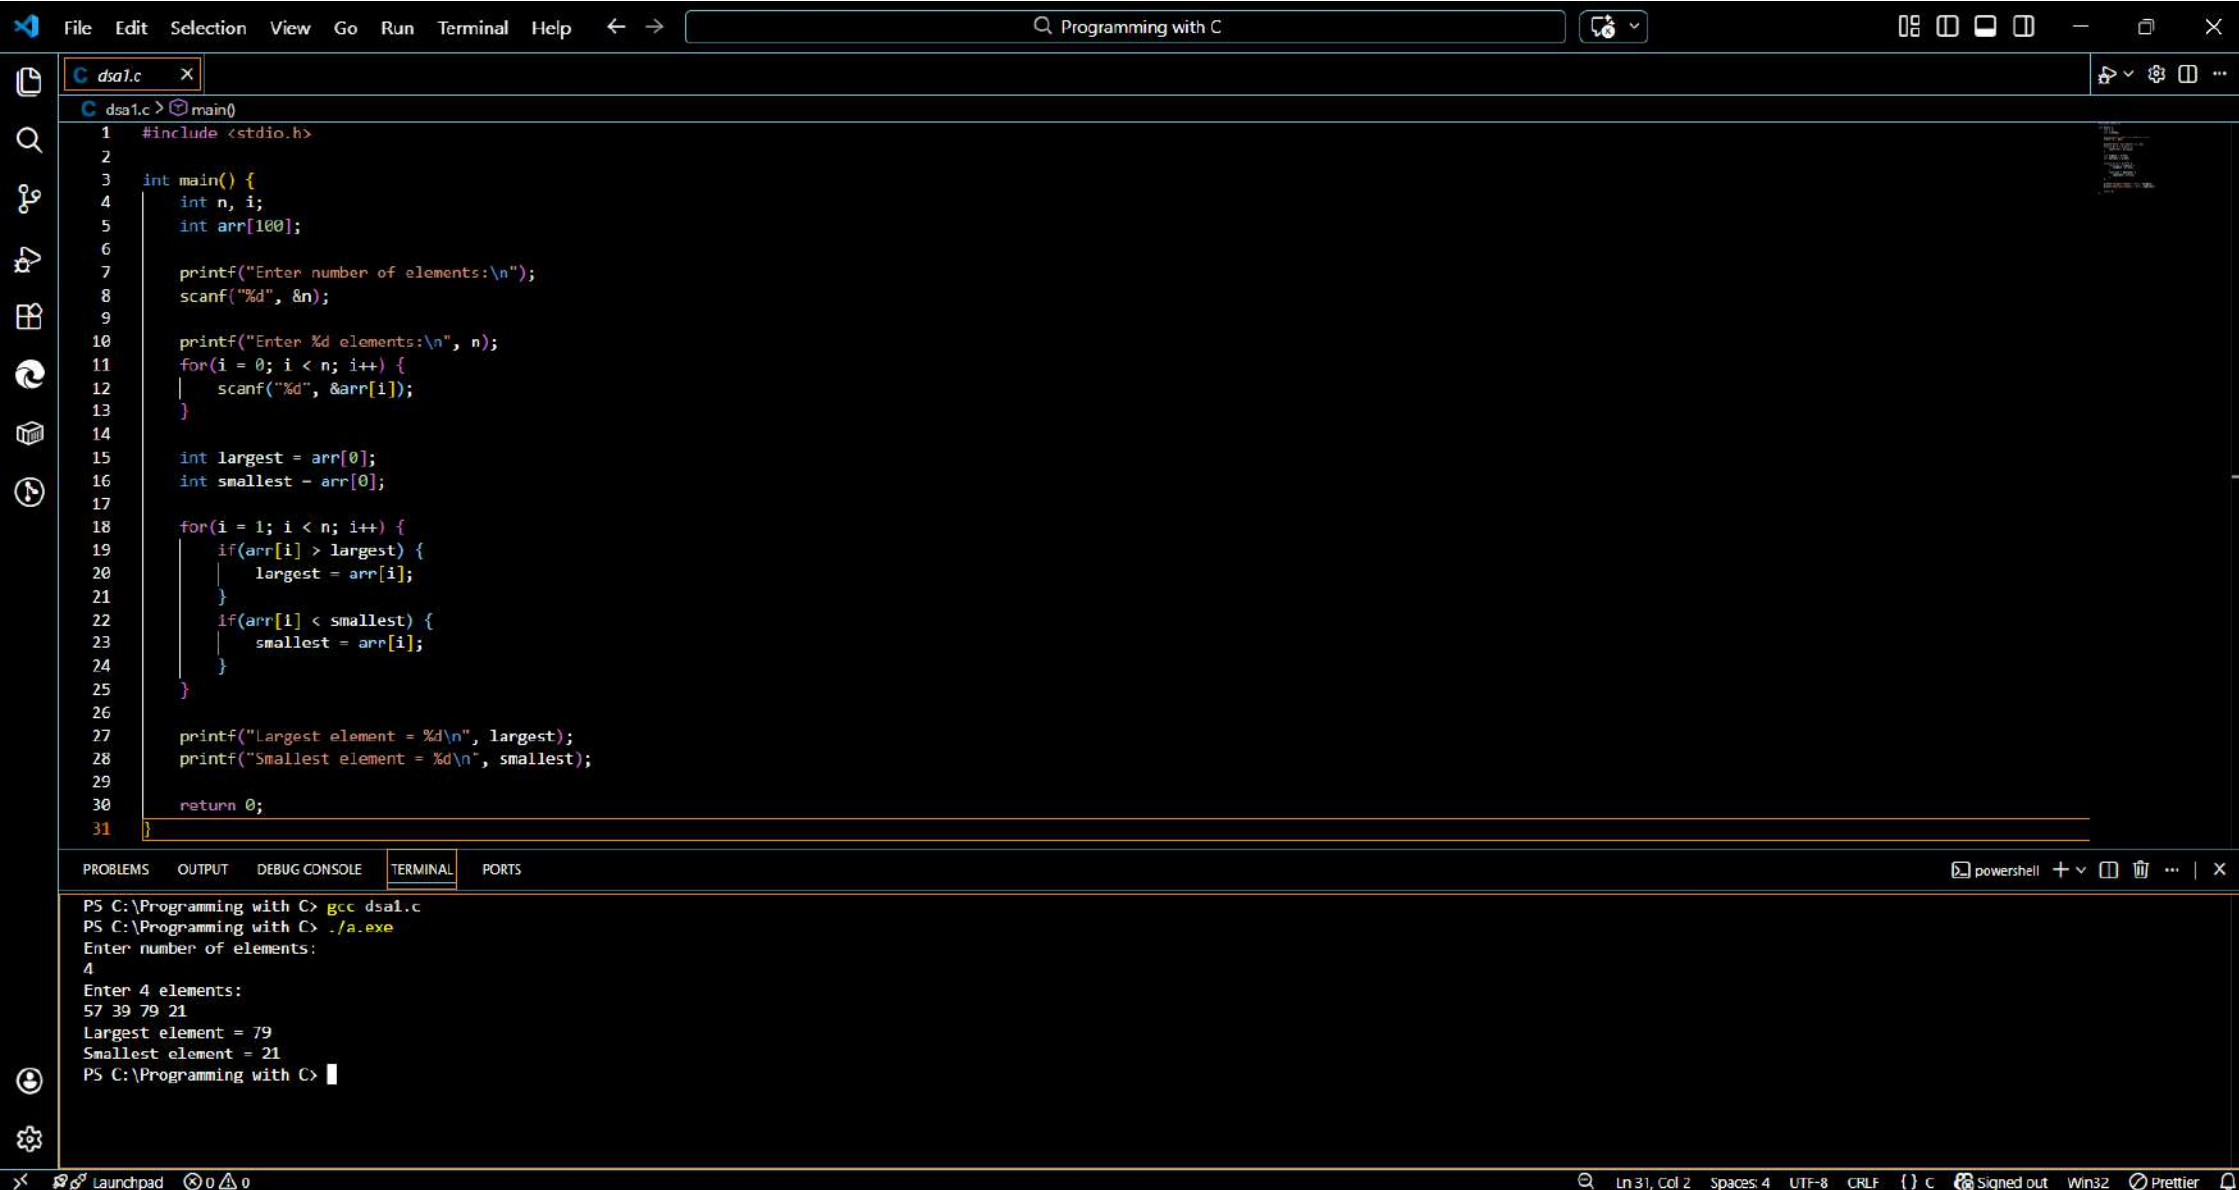 File Edit Selection View Go Run Terminal Help
Programming with C
C dsa1.c
C dsa1.c > main()
1 #include <stdio.h>
2
3 int main() {
4     int n, i;
5     int arr[100];
6
7     printf("Enter number of elements:\n");
8     scanf("%d", &n);
9
10     printf("Enter %d elements:\n", n);
11     for(i = 0; i < n; i++) {
12         scanf("%d", &arr[i]);
13     }
14
15     int largest = arr[0];
16     int smallest = arr[0];
17
18     for(i = 1; i < n; i++) {
19         if(arr[i] > largest) {
20             largest = arr[i];
21         }
22         if(arr[i] < smallest) {
23             smallest = arr[i];
24         }
25     }
26
27     printf("Largest element = %d\n", largest);
28     printf("Smallest element = %d\n", smallest);
29
30     return 0;
31 }
PROBLEMS OUTPUT DEBUG CONSOLE TERMINAL PORTS
powershell
PS C:\Programming with C> gcc dsa1.c
PS C:\Programming with C> ./a.exe
Enter number of elements:
4
Enter 4 elements:
57 39 79 21
Largest element = 79
Smallest element = 21
PS C:\Programming with C>
Launchpad 0 0 Ln 31, Col 2 Spaces: 4 UTF-8 CRLF {} C Signed out Win32 Prettier